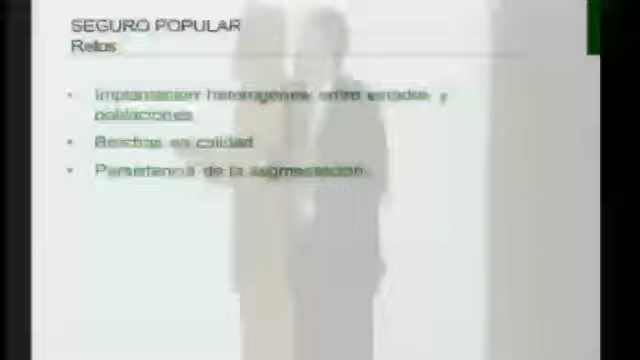 SEGURO POPULAR
Retos
• Implantación heterogénea entre estados y
poblaciones
• Brechas en calidad
• Persistencia de la segmentación